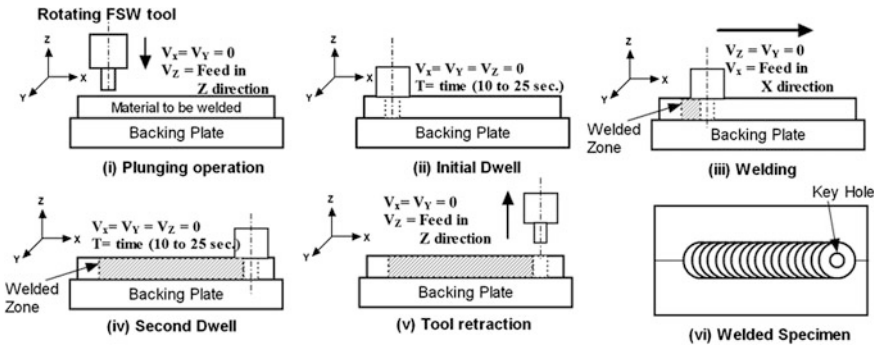 Rotating FSW tool
Z
X
Y
Vx= VY = 0
VZ = Feed in
Z direction
Material to be welded
Backing Plate
(i) Plunging operation
Z
X
Y
Vx= VY = VZ = 0
T= time (10 to 25 sec.)
Backing Plate
(ii) Initial Dwell
Z
X
Y
VZ = VY = 0
Vx = Feed in
X direction
Welded
Zone
Backing Plate
(iii) Welding
Z
X
Y
Vx= VY = VZ = 0
T= time (10 to 25 sec.)
Welded
Zone
Backing Plate
(iv) Second Dwell
Z
X
Y
Vx= VY = 0
VZ = Feed in
Z direction
Backing Plate
(v) Tool retraction
Key Hole
(vi) Welded Specimen